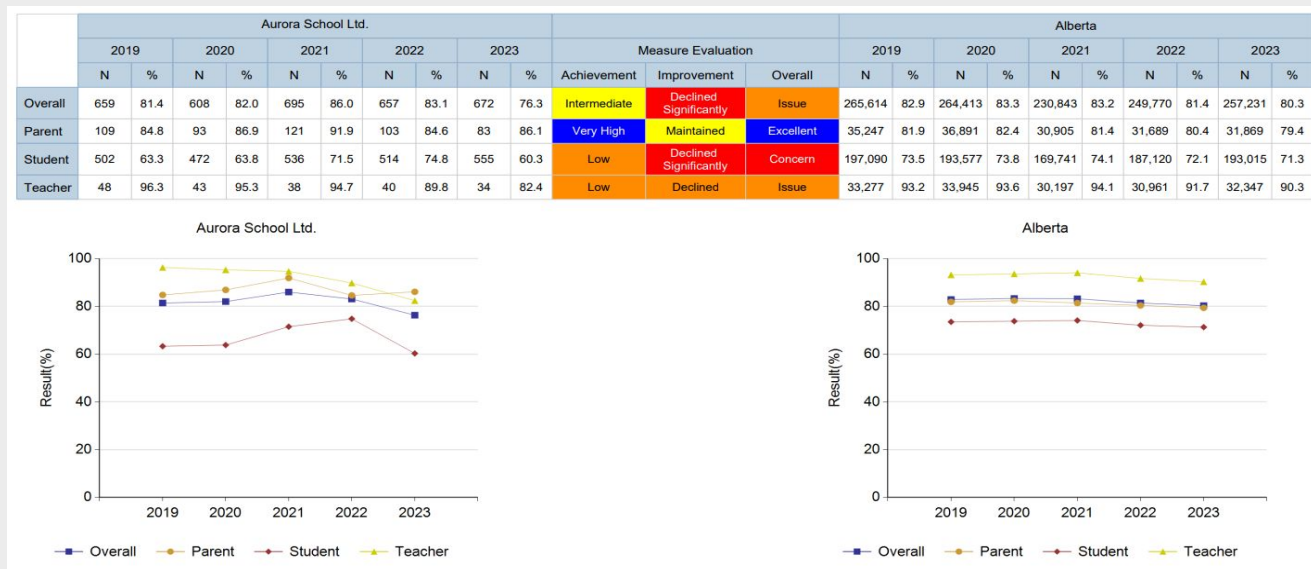 Aurora School Ltd. Alberta
2019 2020 2021 2022 2023 Measure Evaluation 2019 2020 2021 2022 2023
N % N % N % N % N % Achievement Improvement Overall N % N % N % N % N %
Overall 659 81.4 608 82.0 695 86.0 657 83.1 672 76.3 Intermediate Declined Significantly Issue 265,614 82.9 264,413 83.3 230,843 83.2 249,770 81.4 257,231 80.3
Parent 109 84.8 93 86.9 121 91.9 103 84.6 83 86.1 Very High Maintained Excellent 35,247 81.9 36,891 82.4 30,905 81.4 31,689 80.4 31,869 79.4
Student 502 63.3 472 63.8 536 71.5 514 74.8 555 60.3 Low Declined Significantly Concern 197,090 73.5 193,577 73.8 169,741 74.1 187,120 72.1 193,015 71.3
Teacher 48 96.3 43 95.3 38 94.7 40 89.8 34 82.4 Low Declined Issue 33,277 93.2 33,945 93.6 30,197 94.1 30,961 91.7 32,347 90.3
Aurora School Ltd.
100
80
60
40
20
0
Result(%)
2019 2020 2021 2022 2023
Overall Parent Student Teacher
Alberta
100
80
60
40
20
0
Result(%)
2019 2020 2021 2022 2023
Overall Parent Student Teacher